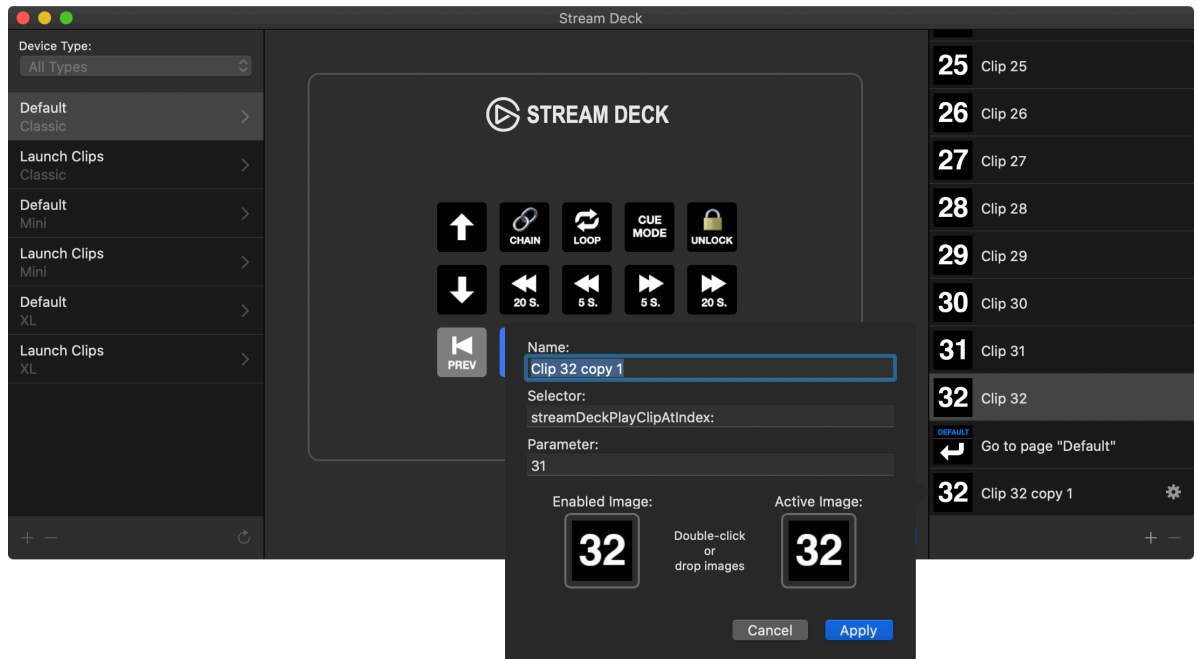 Stream Deck
Device Type:
All Types
Default
Classic
Launch Clips
Classic
Default
Mini
Launch Clips
Mini
Default
XL
Launch Clips
XL
STREAM DECK
CHAIN
LOOP
CUE
MODE
UNLOCK
20 S.
5 S.
5 S.
20 S.
PREV
Name:
Clip 32 copy 1
Selector:
streamDeckPlayClipAtIndex:
Parameter:
31
Enabled Image:
Active Image:
32
Double-click
or
drop images
32
Cancel
Apply
25 Clip 25
26 Clip 26
27 Clip 27
28 Clip 28
29 Clip 29
30 Clip 30
31 Clip 31
32 Clip 32
DEFAULT
Go to page "Default"
32 Clip 32 copy 1